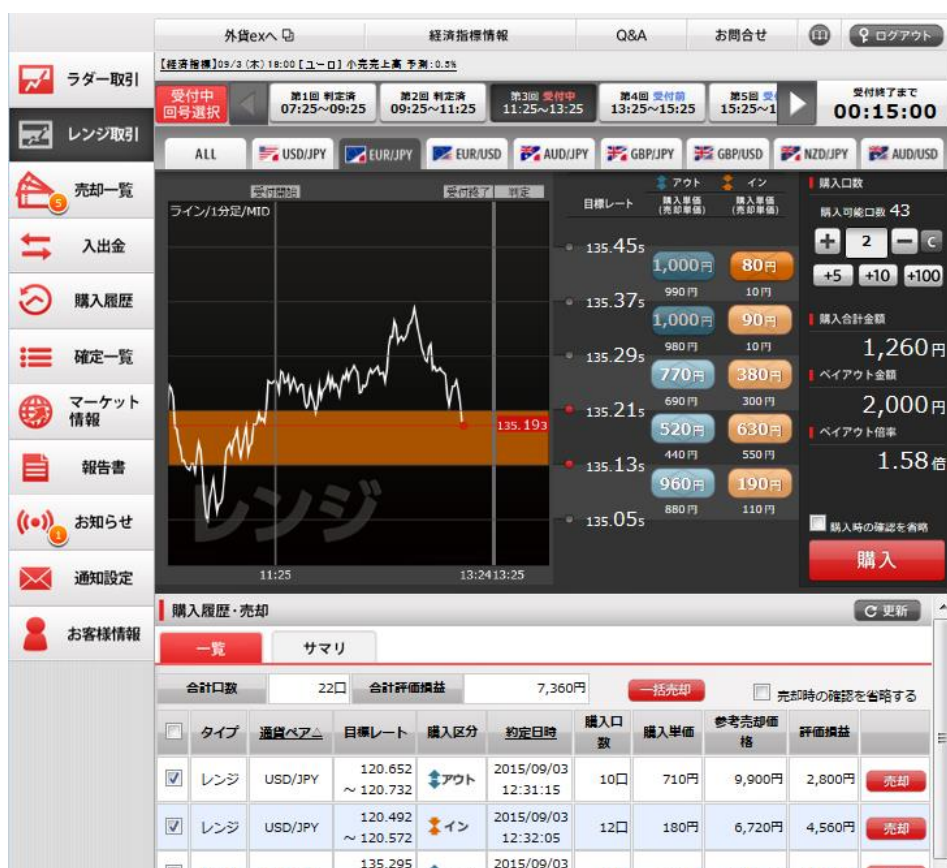 外貨exへ
経済指標情報
Q&A
お問合せ
ログアウト
【経済指標】09/3(木)18:00[ユーロ] 小売売上高 予測:0.5%
ラダー取引
レンジ取引
売却一覧
5
入出金
購入履歴
確定一覧
マーケット
情報
報告書
お知らせ
1
通知設定
お客様情報
受付中
回号選択
第1回 判定済
07:25～09:25
第2回 判定済
09:25～11:25
第3回 受付中
11:25～13:25
第4回 受付前
13:25～15:25
第5回 受
15:25～1
受付終了まで
00:15:00
ALL
USD/JPY
EUR/JPY
EUR/USD
AUD/JPY
GBP/JPY
GBP/USD
NZD/JPY
AUD/USD
受付開始
受付終了
判定
ライン/1分足/MID
135.193
レンジ
11:25
13:24
13:25
目標レート
アウト
購入単価
(売却単価)
イン
購入単価
(売却単価)
135.455
1,000円 80円
990円 10円
135.375
1,000円 90円
980円 10円
135.295
770円 380円
690円 300円
135.215
520円 630円
440円 550円
135.135
960円 190円
880円 110円
135.055
購入口数
購入可能口数 43
+ 2 － C
+5 +10 +100
購入合計金額
1,260円
ペイアウト金額
2,000円
ペイアウト倍率
1.58倍
購入時の確認を省略
購入
購入履歴・売却
更新
一覧
サマリ
合計口数 22口 合計評価損益 7,360円 一括売却 売却時の確認を省略する
タイプ 通貨ペア△ 目標レート 購入区分 約定日時 購入口数 購入単価 参考売却価格 評価損益
レンジ USD/JPY 120.652 ～ 120.732 アウト 2015/09/03 12:31:15 10口 710円 9,900円 2,800円 売却
レンジ USD/JPY 120.492 ～ 120.572 イン 2015/09/03 12:32:05 12口 180円 6,720円 4,560円 売却
135.295 2015/09/03